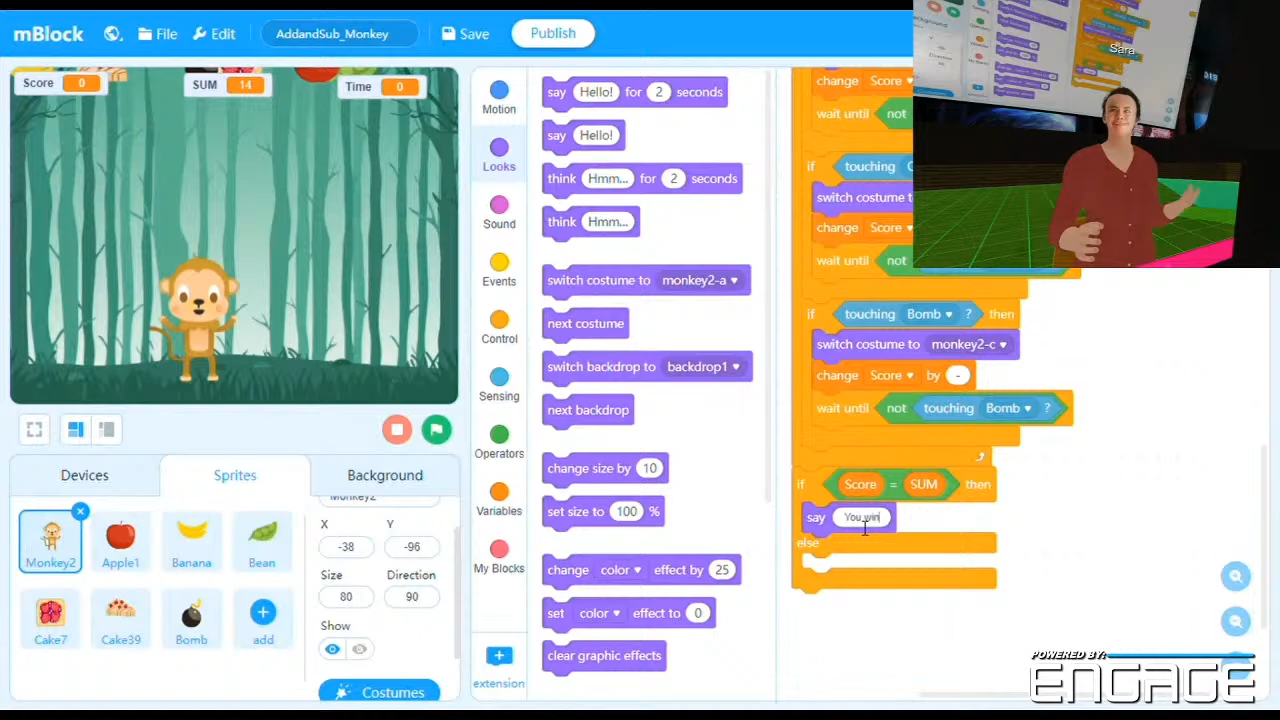 mBlock
File
Edit
AddandSub_Monkey
Save
Publish
Score 0
SUM 14
Time 0
Devices
Sprites
Background
Monkey2
Apple1
Banana
Bean
Cake7
Cake39
Bomb
add
Monkey2
X
Y
-38
-96
Size
Direction
80
90
Show
Costumes
Motion
Looks
Sound
Events
Control
Sensing
Operators
Variables
My Blocks
extension
say Hello! for 2 seconds
say Hello!
think Hmm... for 2 seconds
think Hmm...
switch costume to monkey2-a
next costume
switch backdrop to backdrop1
next backdrop
change size by 10
set size to 100 %
change color effect by 25
set color effect to 0
clear graphic effects
change Score
wait until not
if touching
switch costume t
change Score
wait until not
if touching Bomb ? then
switch costume to monkey2-c
change Score by -
wait until not touching Bomb ?
if Score = SUM then
say You win
else
Sara
POWERED BY:
ENGAGE